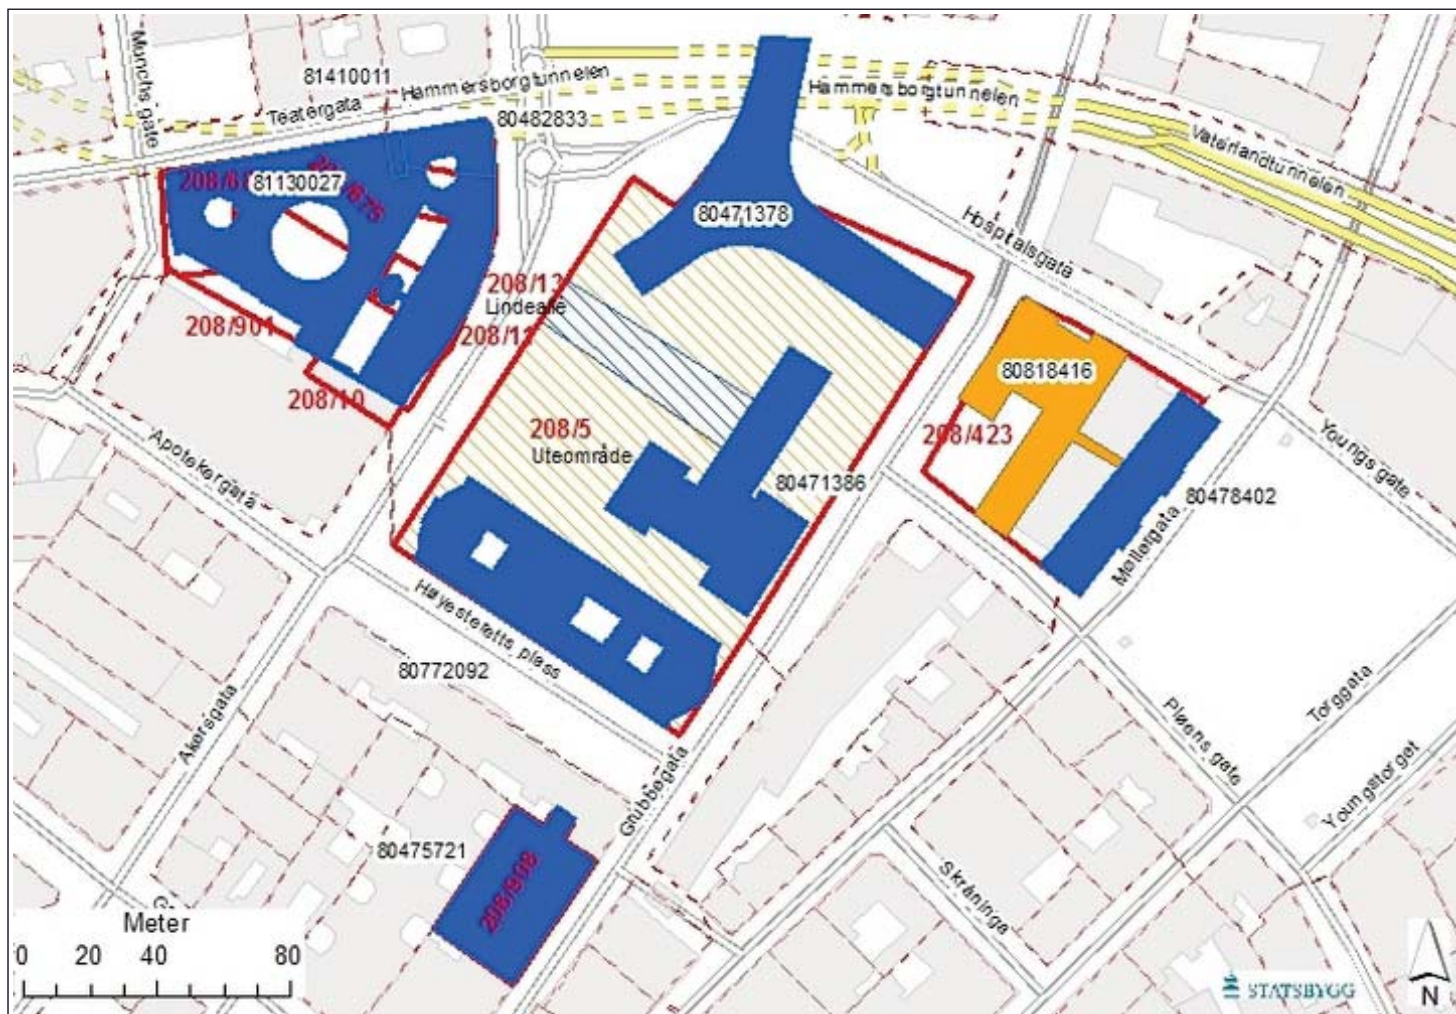 Munchs gate
81410011
Teatergata
Hammersborgtunnelen
80482833
Hammersborgtunnelen
Vaterlandtunnelen
81130027
80471378
Hospitalsgata
208/13
Lindealle
208/901
208/11
208/10
80818416
208/5
Uteområde
208/423
80471386
80478402
Youngs gate
Apotekergata
Møllergata
Høyesteretts plass
80772092
Akersgata
Grubbegata
Pløens gate
Torggata
Youngstorget
80475721
208/908
Skråninga
Meter
0 20 40 80
STATSBYGG
N